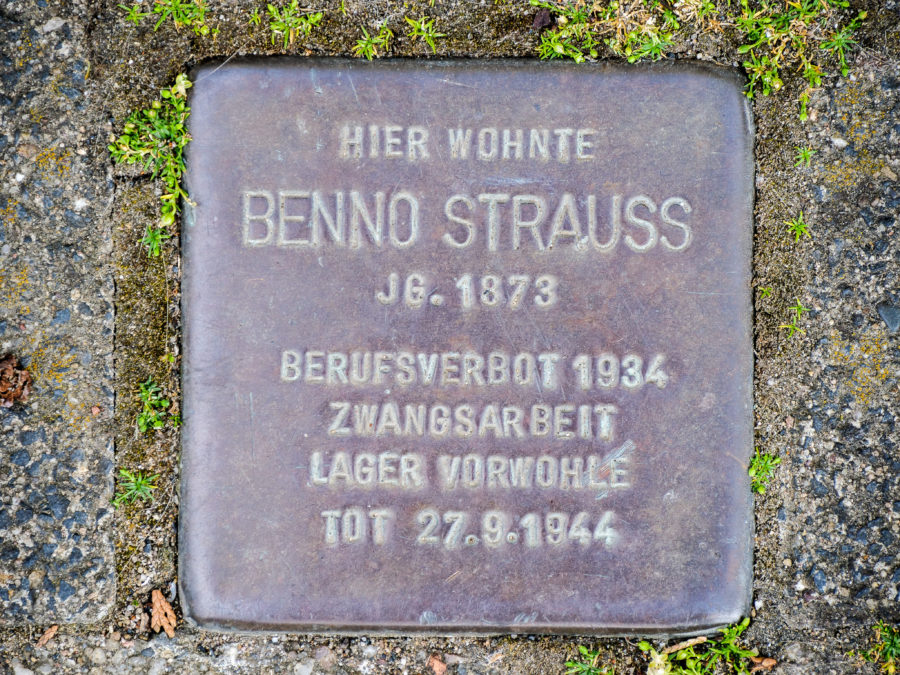 HIER WOHNTE
BENNO STRAUSS
JG. 1873
BERUFSVERBOT 1934
ZWANGSARBEIT
LAGER VORWOHLE
TOT 27.9.1944